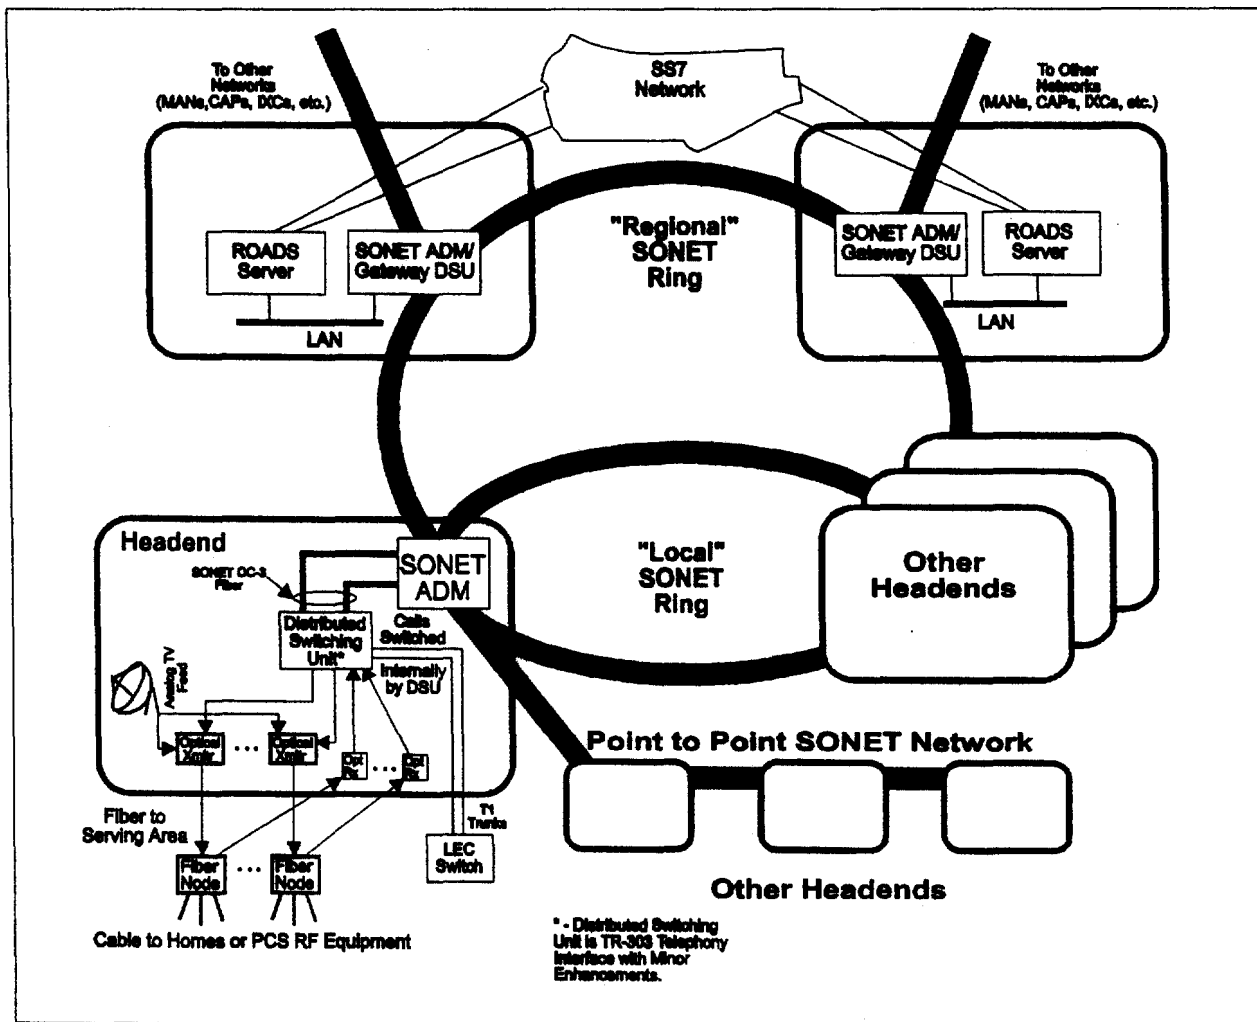 SS7
Network
To Other
Networks
(MANs,CAPs, IXCs, etc.)
To Other
Networks
(MANs, CAPs, IXCs, etc.)
ROADS
Server
SONET ADM/
Gateway DSU
LAN
"Regional"
SONET
Ring
SONET ADM/
Gateway DSU
ROADS
Server
LAN
Headend
SONET OC-3
Fiber
SONET
ADM
Distributed
Switching
Unit*
Calls
Switched
Internally
by DSU
Analog TV
Feed
Optical
Xmtr
...
Optical
Xmtr
Opt
Rx
...
Opt
Rx
"Local"
SONET
Ring
Other
Headends
Point to Point SONET Network
Fiber to
Serving Area
T1
Trunks
LEC
Switch
Fiber
Node
...
Fiber
Node
Other Headends
Cable to Homes or PCS RF Equipment
* - Distributed Switching
Unit is TR-303 Telephony
Interface with Minor
Enhancements.